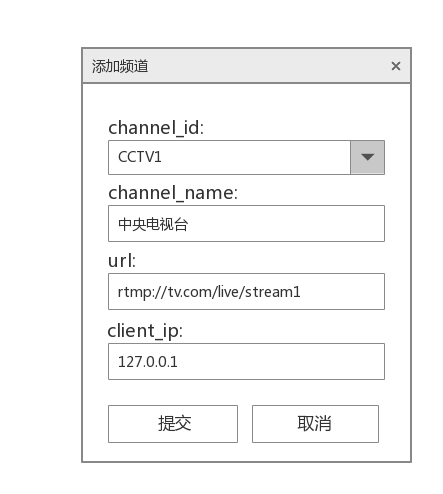 添加频道
channel_id:
CCTV1
channel_name:
中央电视台
url:
rtmp://tv.com/live/stream1
client_ip:
127.0.0.1
提交 取消